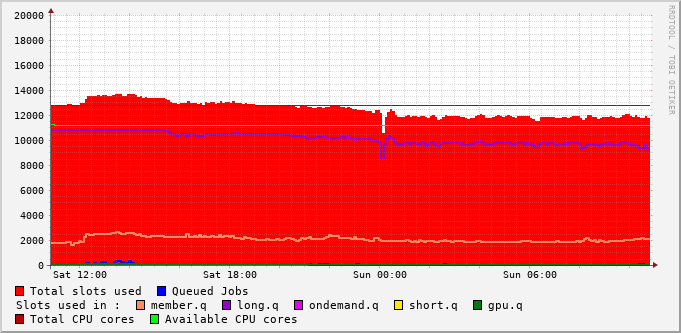 RRDTOOL / TOBI OETIKER
20000
18000
16000
14000
12000
10000
8000
6000
4000
2000
0
Sat 12:00 Sat 18:00 Sun 00:00 Sun 06:00
Total slots used Queued Jobs
Slots used in : member.q long.q ondemand.q short.q gpu.q
Total CPU cores Available CPU cores